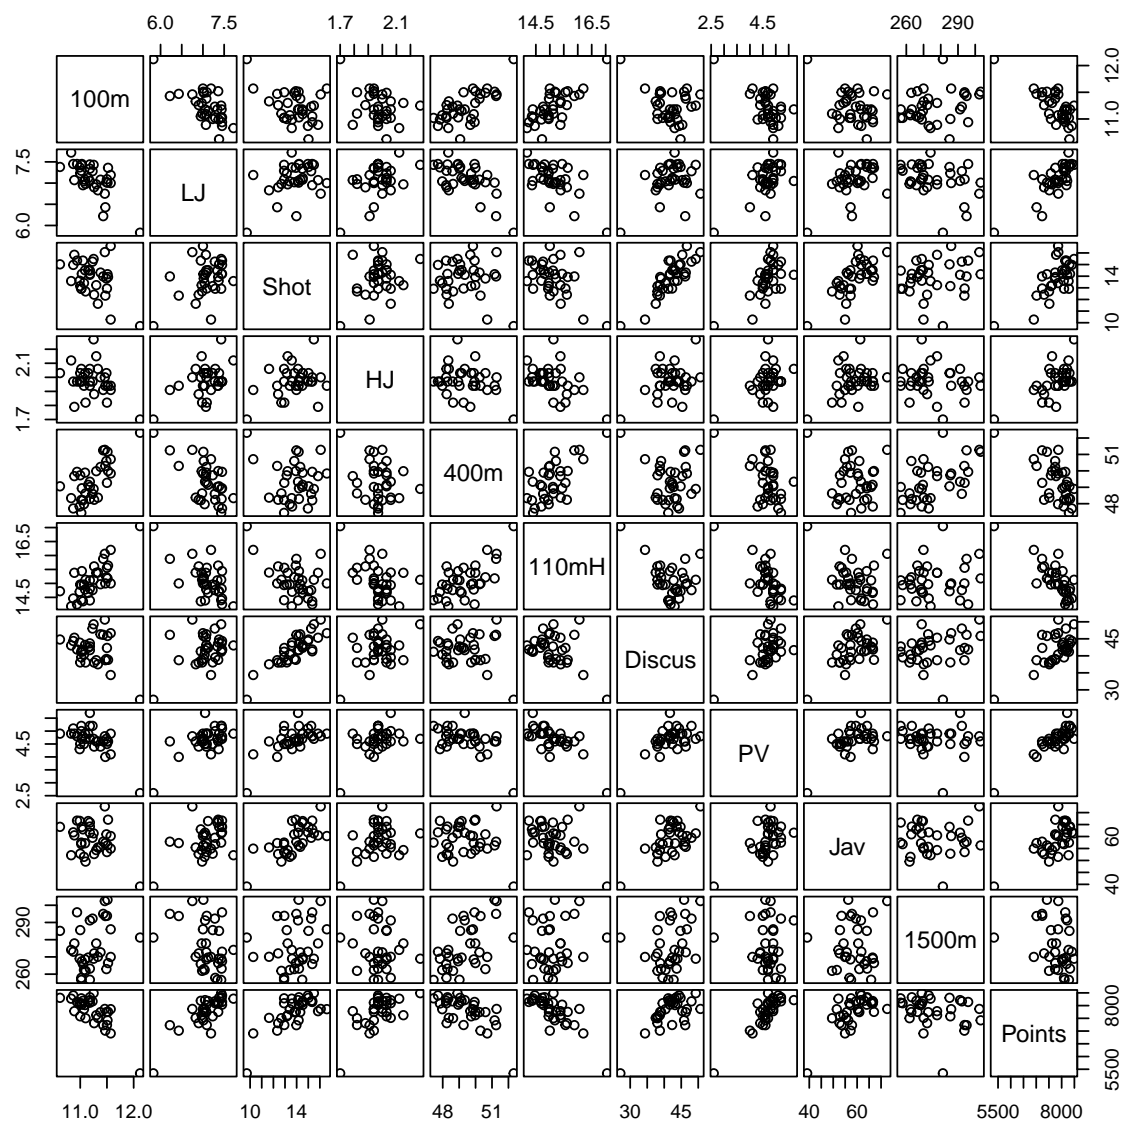 6.0 7.5 1.7 2.1 14.5 16.5 2.5 4.5 260 290
100m 11.0 12.0
6.0 7.5 LJ
Shot 10 14
1.7 2.1 HJ
400m 48 51
14.5 16.5 110mH
Discus 30 45
2.5 4.5 PV
Jav 40 60
260 290 1500m
Points 5500 8000
11.0 12.0 10 14 48 51 30 45 40 60 5500 8000